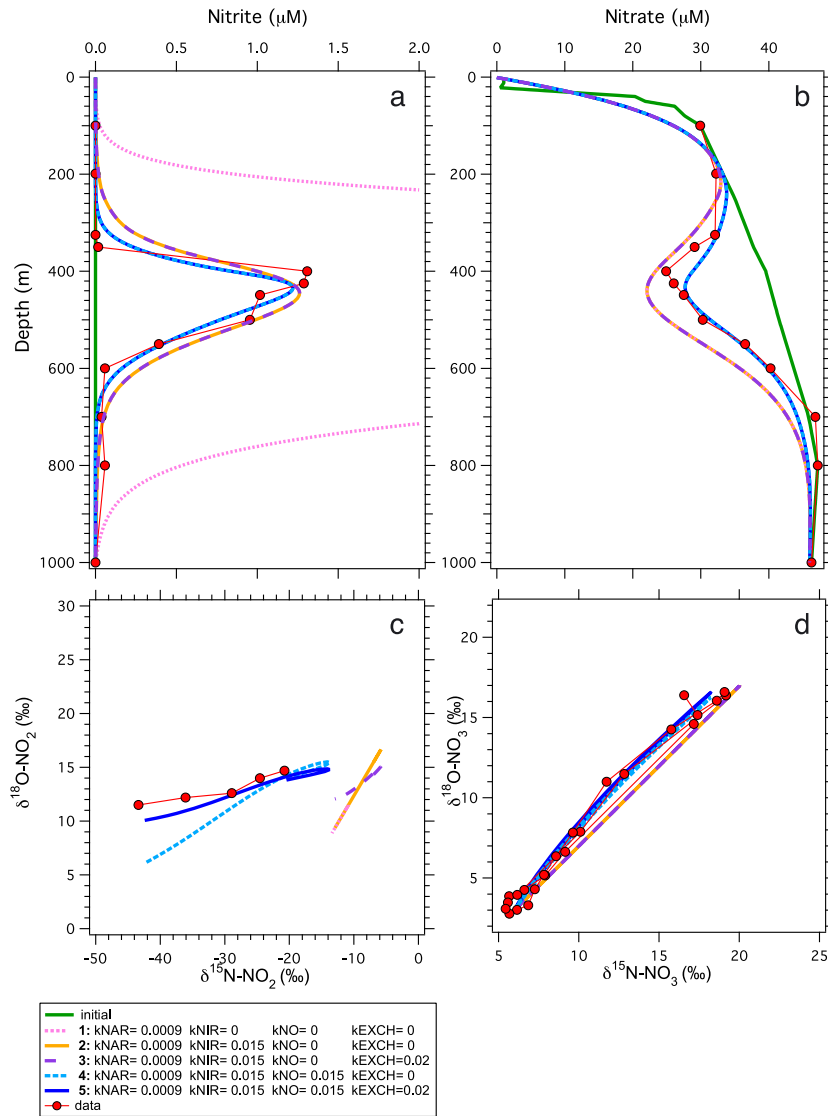 Nitrite (μM)
0.0 0.5 1.0 1.5 2.0
Nitrate (μM)
0 10 20 30 40
a
b
Depth (m)
0
200
400
600
800
1000
0
200
400
600
800
1000
c
d
δ18O-NO2 (‰)
30
25
20
15
10
5
0
-50 -40 -30 -20 -10 0
δ15N-NO2 (‰)
δ18O-NO3 (‰)
20
15
10
5
5 10 15 20 25
δ15N-NO3 (‰)
initial
1: kNAR= 0.0009 kNIR= 0 kNO= 0 kEXCH= 0
2: kNAR= 0.0009 kNIR= 0.015 kNO= 0 kEXCH= 0
3: kNAR= 0.0009 kNIR= 0.015 kNO= 0 kEXCH=0.02
4: kNAR= 0.0009 kNIR= 0.015 kNO= 0.015 kEXCH= 0
5: kNAR= 0.0009 kNIR= 0.015 kNO= 0.015 kEXCH=0.02
data